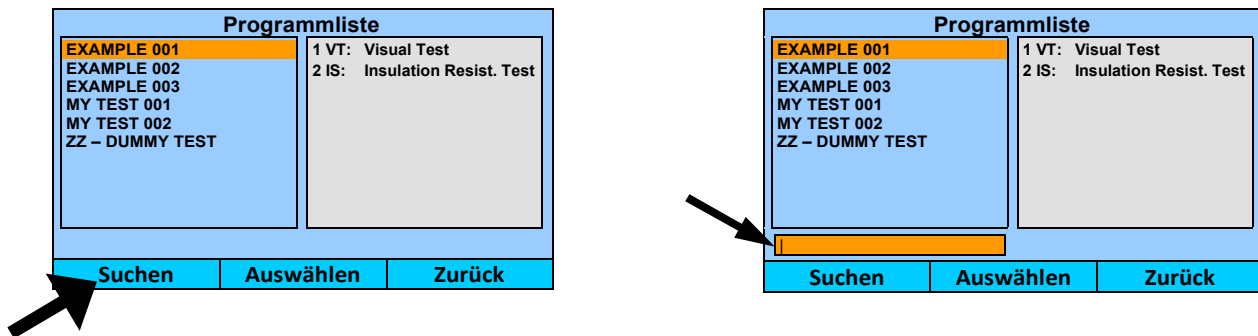 Programmliste
EXAMPLE 001
EXAMPLE 002
EXAMPLE 003
MY TEST 001
MY TEST 002
ZZ – DUMMY TEST
1 VT: Visual Test
2 IS: Insulation Resist. Test
Suchen Auswählen Zurück
Programmliste
EXAMPLE 001
EXAMPLE 002
EXAMPLE 003
MY TEST 001
MY TEST 002
ZZ – DUMMY TEST
1 VT: Visual Test
2 IS: Insulation Resist. Test
Suchen Auswählen Zurück